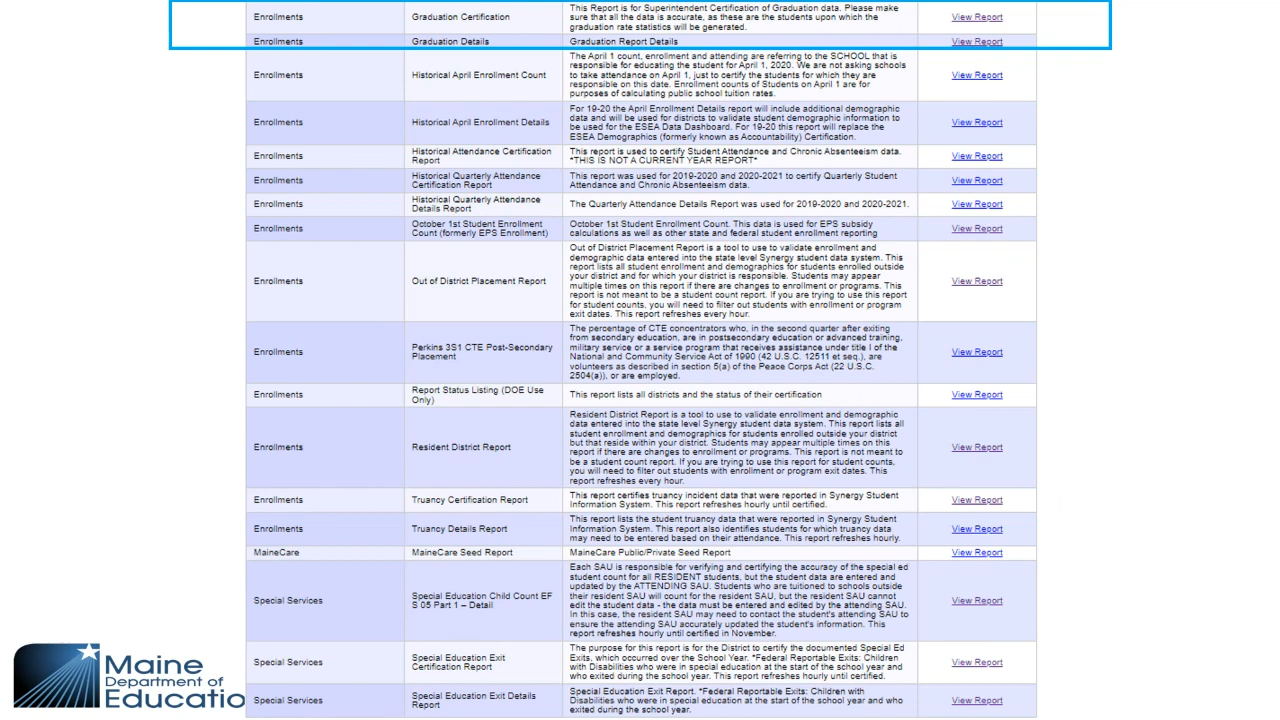 This Report is for Superintendent Certification of Graduation data. Please make
Enrollments Graduation Certification sure that all the data is accurate, as these are the students upon which the View Report
graduation rate statistics will be generated.
Enrollments Graduation Details Graduation Report Details View Report
The April 1 count, enrollment and attending are referring to the SCHOOL that is
responsible for educating the student for April 1, 2020. We are not asking schools
Enrollments Historical April Enrollment Count to take attendance on April 1, just to certify the students for which they are View Report
responsible on this date. Enrollment counts of Students on April 1 are for
purposes of calculating public school tuition rates.
For 19-20 the April Enrollment Details report will include additional demographic
Enrollments Historical April Enrollment Details data and will be used for districts to validate student demographic information to View Report
be used for the ESEA Data Dashboard. For 19-20 this report will replace the
ESEA Demographics (formerly known as Accountability) Certification.
Enrollments Historical Attendance Certification This report is used to certify Student Attendance and Chronic Absenteeism data. View Report
Report *THIS IS NOT A CURRENT YEAR REPORT*
Enrollments Historical Quarterly Attendance This report was used for 2019-2020 and 2020-2021 to certify Quarterly Student View Report
Certification Report Attendance and Chronic Absenteeism data.
Enrollments Historical Quarterly Attendance The Quarterly Attendance Details Report was used for 2019-2020 and 2020-2021. View Report
Details Report
Enrollments October 1st Student Enrollment October 1st Student Enrollment Count. This data is used for EPS subsidy View Report
Count (formerly EPS Enrollment) calculations as well as other state and federal student enrollment reporting
Out of District Placement Report is a tool to use to validate enrollment and
demographic data entered into the state level Synergy student data system. This
report lists all student enrollment and demographics for students enrolled outside
your district and for which your district is responsible. Students may appear
Enrollments Out of District Placement Report multiple times on this report if there are changes to enrollment or programs. This View Report
report is not meant to be a student count report. If you are trying to use this report
for student counts, you will need to filter out students with enrollment or program
exit dates. This report refreshes every hour.
The percentage of CTE concentrators who, in the second quarter after exiting
from secondary education, are in postsecondary education or advanced training,
Enrollments Perkins 3S1 CTE Post-Secondary military service or a service program that receives assistance under title I of the View Report
Placement National and Community Service Act of 1990 (42 U.S.C. 12511 et seq.), are
volunteers as described in section 5(a) of the Peace Corps Act (22 U.S.C.
2504(a)), or are employed.
Enrollments Report Status Listing (DOE Use This report lists all districts and the status of their certification View Report
Only)
Resident District Report is a tool to use to validate enrollment and demographic
data entered into the state level Synergy student data system. This report lists all
student enrollment and demographics for students enrolled outside your district
but that reside within your district. Students may appear multiple times on this
Enrollments Resident District Report report if there are changes to enrollment or programs. This report is not meant to View Report
be a student count report. If you are trying to use this report for student counts,
you will need to filter out students with enrollment or program exit dates. This
report refreshes every hour.
Enrollments Truancy Certification Report This report certifies truancy incident data that were reported in Synergy Student View Report
Information System. This report refreshes hourly until certified.
This report lists the student truancy data that were reported in Synergy Student
Enrollments Truancy Details Report Information System. This report also identifies students for which truancy data View Report
may need to be entered based on their attendance. This report refreshes hourly.
MaineCare MaineCare Seed Report MaineCare Public/Private Seed Report View Report
Each SAU is responsible for verifying and certifying the accuracy of the special ed
student count for all RESIDENT students, but the student data are entered and
updated by the ATTENDING SAU. Students who are tuitioned to schools outside
Special Services Special Education Child Count EF their resident SAU will count for the resident SAU, but the resident SAU cannot View Report
S 05 Part 1 – Detail edit the student data - the data must be entered and edited by the attending SAU.
In this case, the resident SAU may need to contact the student's attending SAU to
ensure the attending SAU accurately updated the student's information. This
report refreshes hourly until certified in November.
The purpose for this report is for the District to certify the documented Special Ed
Special Services Special Education Exit Exits, which occurred over the School Year. *Federal Reportable Exits: Children View Report
Certification Report with Disabilities who were in special education at the start of the school year and
who exited during the school year. This report refreshes hourly until certified.
Special Services Special Education Exit Details Special Education Exit Report. *Federal Reportable Exits: Children with View Report
Report Disabilities who were in special education at the start of the school year and who
exited during the school year.
Maine
Department of
Educatio